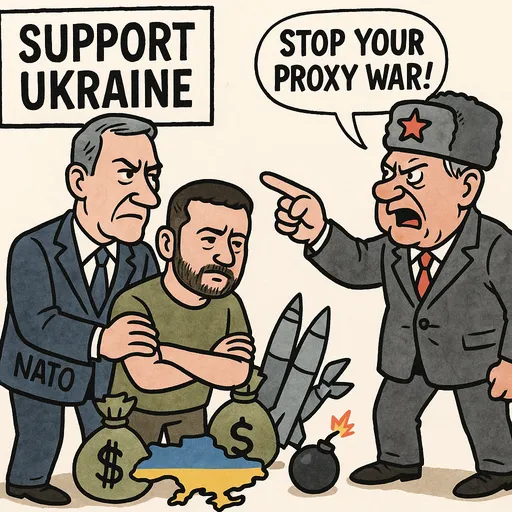 SUPPORT
UKRAINE
STOP YOUR
PROXY WAR!
NATO
$
$